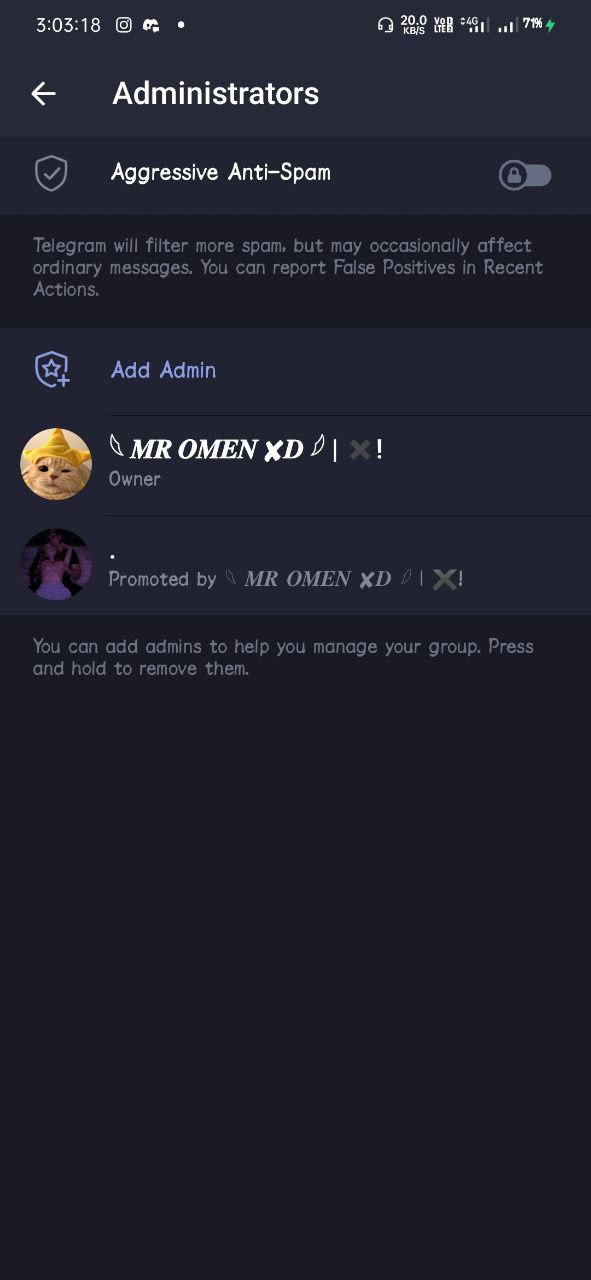 3:03:18
20.0 KB/S Vo LTE 2 4G 71%
Administrators
Aggressive Anti-Spam
Telegram will filter more spam, but may occasionally affect
ordinary messages. You can report False Positives in Recent
Actions.
Add Admin
𓆩 MR OMEN ✘D 𓆪 | ✖ !
Owner
.
Promoted by 𓆩 MR OMEN ✘D 𓆪 | ✖!
You can add admins to help you manage your group. Press
and hold to remove them.